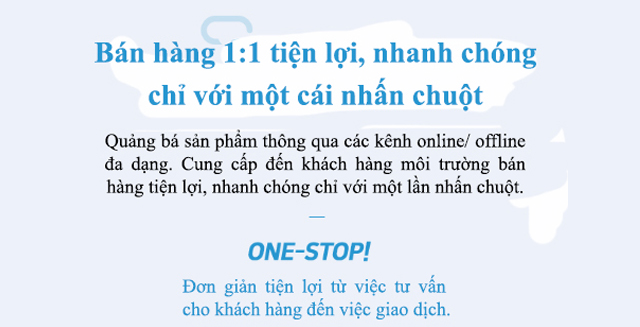 Bán hàng 1:1 tiện lợi, nhanh chóng
chỉ với một cái nhấn chuột
Quảng bá sản phẩm thông qua các kênh online/ offline
đa dạng. Cung cấp đến khách hàng môi trường bán
hàng tiện lợi, nhanh chóng chỉ với một lần nhấn chuột.
ONE-STOP!
Đơn giản tiện lợi từ việc tư vấn
cho khách hàng đến việc giao dịch.